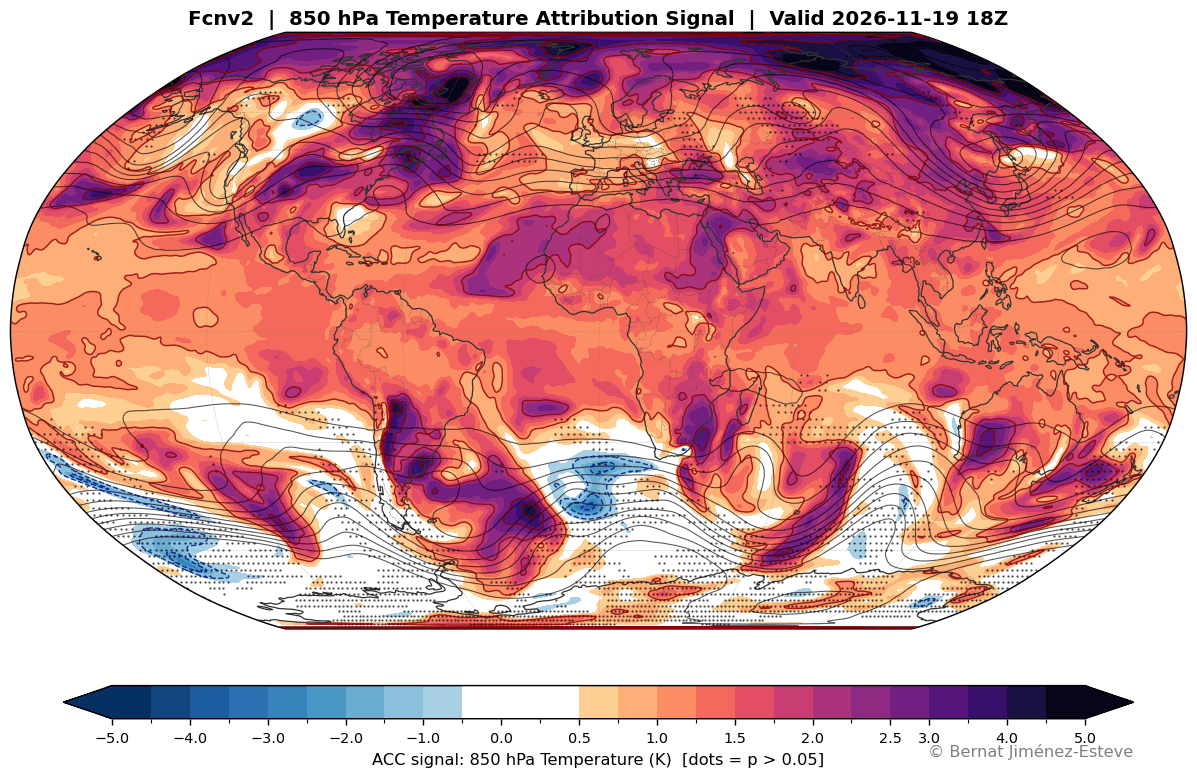 Fcnv2 | 850 hPa Temperature Attribution Signal | Valid 2026-11-19 18Z
−5.0 −4.0 −3.0 −2.0 −1.0 0.0 0.5 1.0 1.5 2.0 2.5 3.0 4.0 5.0
© Bernat Jiménez-Esteve
ACC signal: 850 hPa Temperature (K) [dots = p > 0.05]